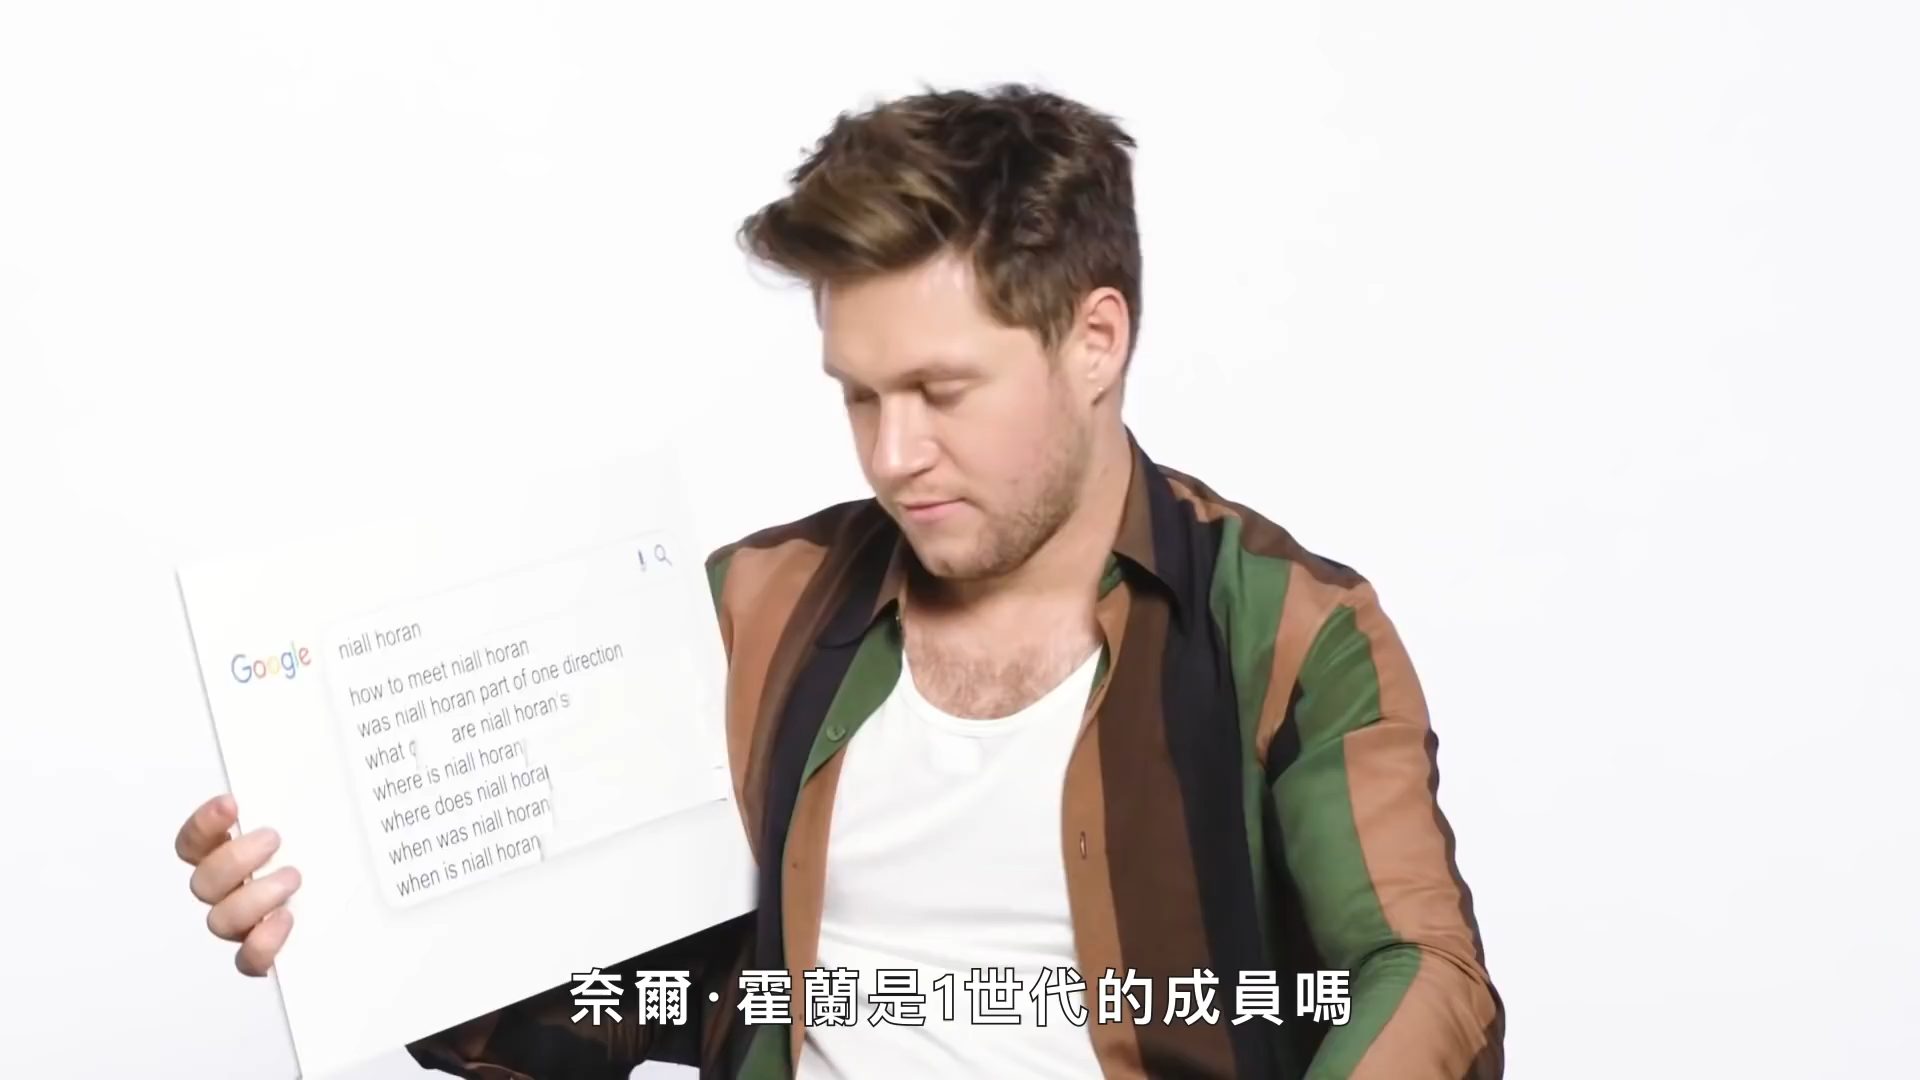 Google
niall horan
how to meet niall horan
was niall horan part of one direction
what are niall horan's
where is niall horan
where does niall horan
when was niall horan
when is niall horan
奈爾·霍蘭是1世代的成員嗎